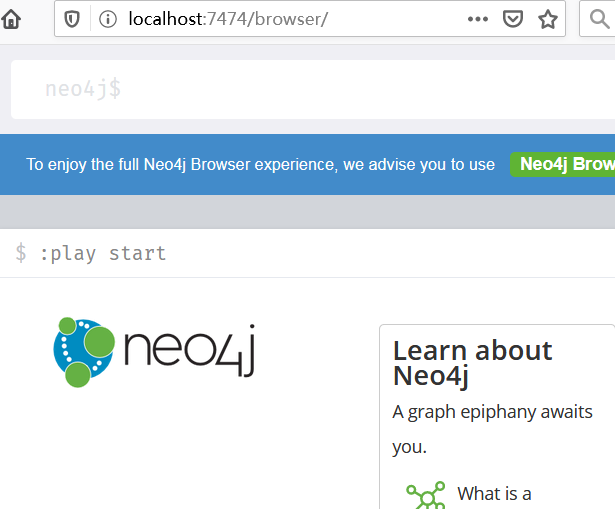 localhost:7474/browser/
neo4j$
To enjoy the full Neo4j Browser experience, we advise you to use
Neo4j Brow
$ :play start
neo4j
Learn about
Neo4j
A graph epiphany awaits
you.
What is a